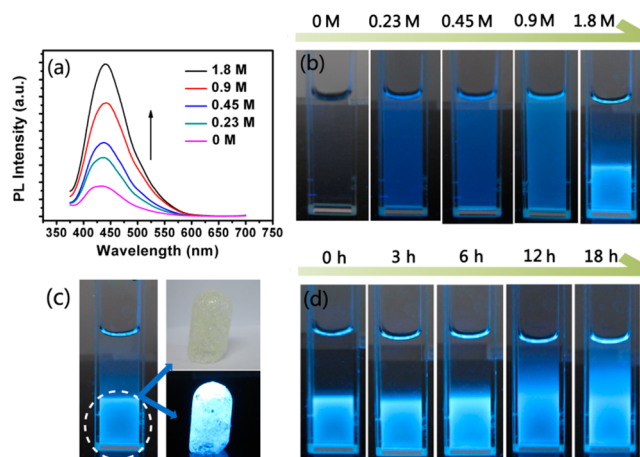 0 M 0.23 M 0.45 M 0.9 M 1.8 M
(a)
1.8 M
0.9 M
0.45 M
0.23 M
0 M
PL Intensity (a.u.)
350 400 450 500 550 600 650 700 750
Wavelength (nm)
(b)
(c)
0 h 3 h 6 h 12 h 18 h
(d)